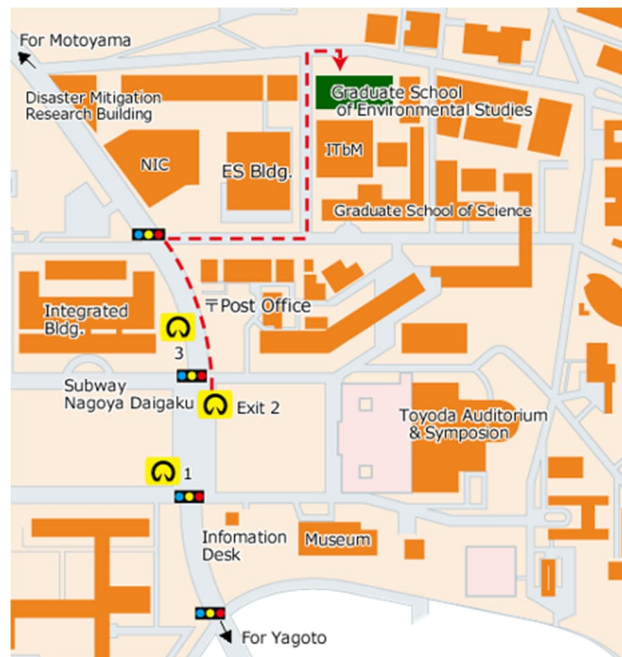 For Motoyama
Disaster Mitigation
Research Building
Graduate School
of Environmental Studies
NIC
ES Bldg.
ITbM
Graduate School of Science
Integrated
Bldg.
〒Post Office
3
Subway
Nagoya Daigaku
Exit 2
Toyoda Auditorium
& Symposion
1
Infomation
Desk
Museum
For Yagoto